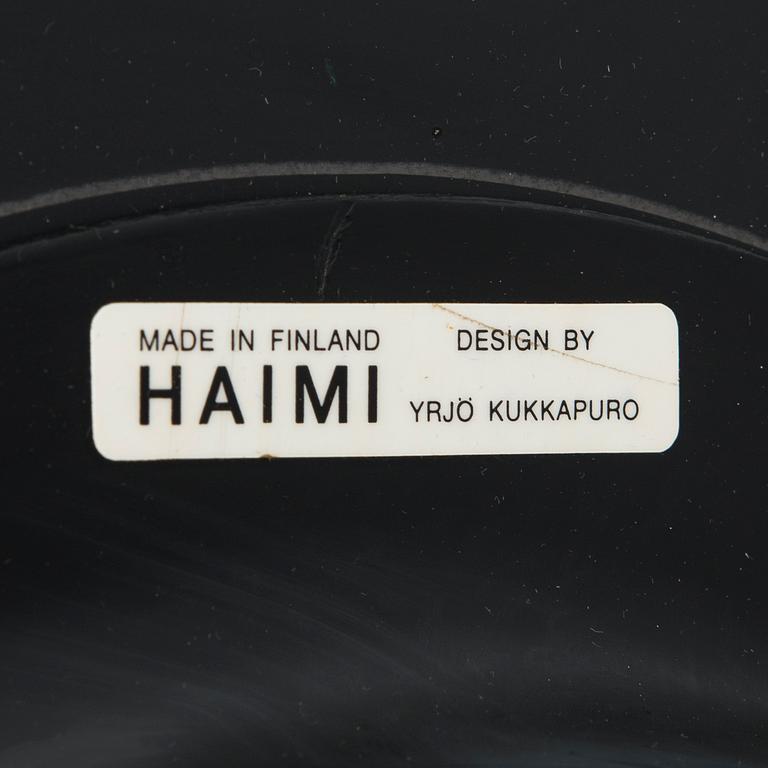 MADE IN FINLAND
HAIMI
DESIGN BY
YRJÖ KUKKAPURO